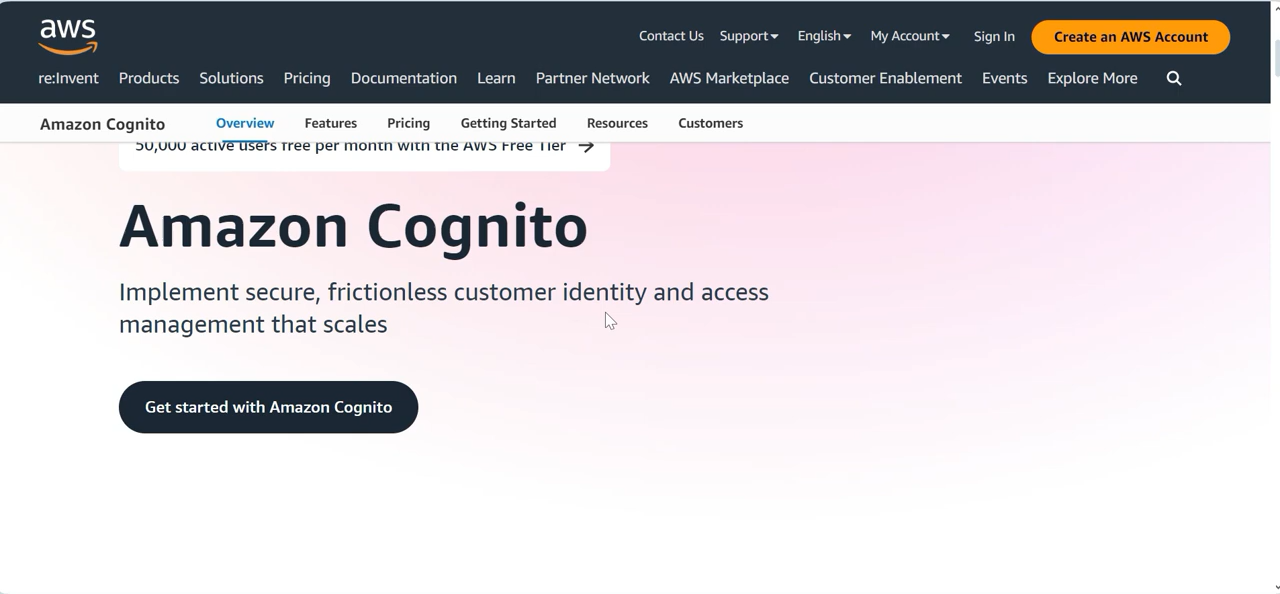 aws
Contact Us Support English My Account Sign In Create an AWS Account
re:Invent Products Solutions Pricing Documentation Learn Partner Network AWS Marketplace Customer Enablement Events Explore More
Amazon Cognito Overview Features Pricing Getting Started Resources Customers
50,000 active users free per month with the AWS Free Tier
Amazon Cognito
Implement secure, frictionless customer identity and access
management that scales
Get started with Amazon Cognito